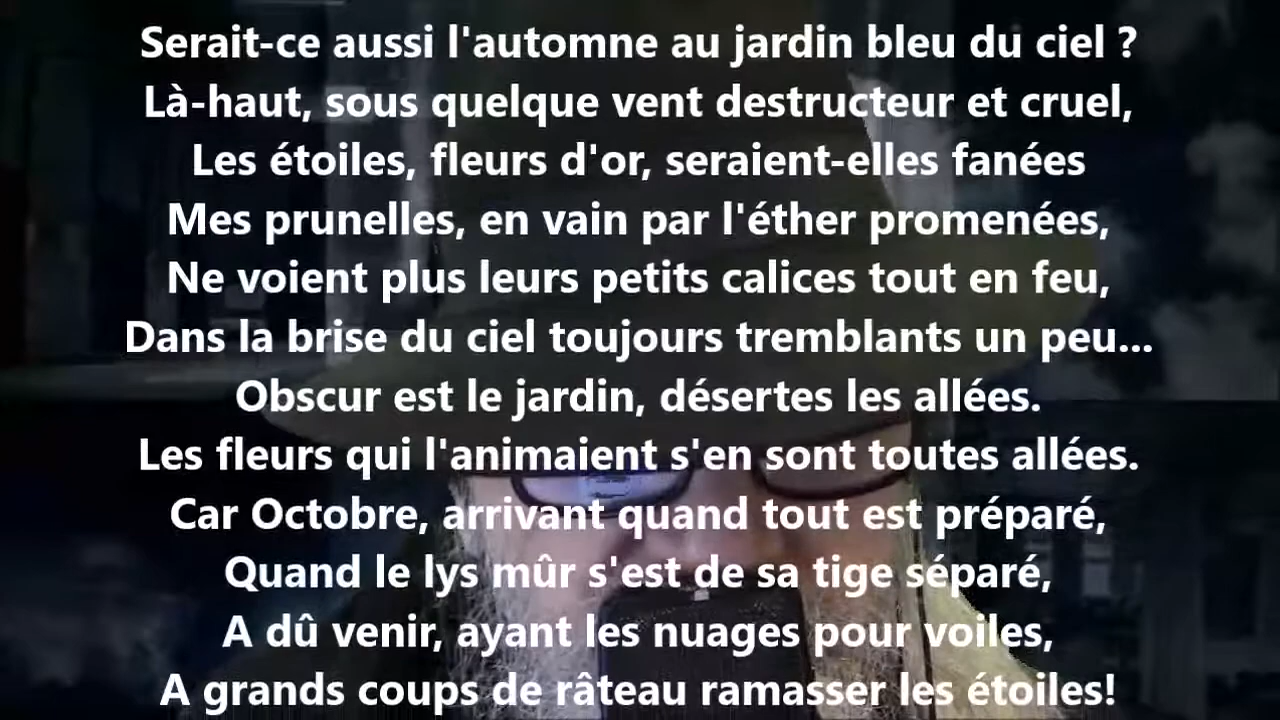 Serait-ce aussi l'automne au jardin bleu du ciel ?
Là-haut, sous quelque vent destructeur et cruel,
Les étoiles, fleurs d'or, seraient-elles fanées
Mes prunelles, en vain par l'éther promenées,
Ne voient plus leurs petits calices tout en feu,
Dans la brise du ciel toujours tremblants un peu...
Obscur est le jardin, désertes les allées.
Les fleurs qui l'animaient s'en sont toutes allées.
Car Octobre, arrivant quand tout est préparé,
Quand le lys mûr s'est de sa tige séparé,
A dû venir, ayant les nuages pour voiles,
A grands coups de râteau ramasser les étoiles!